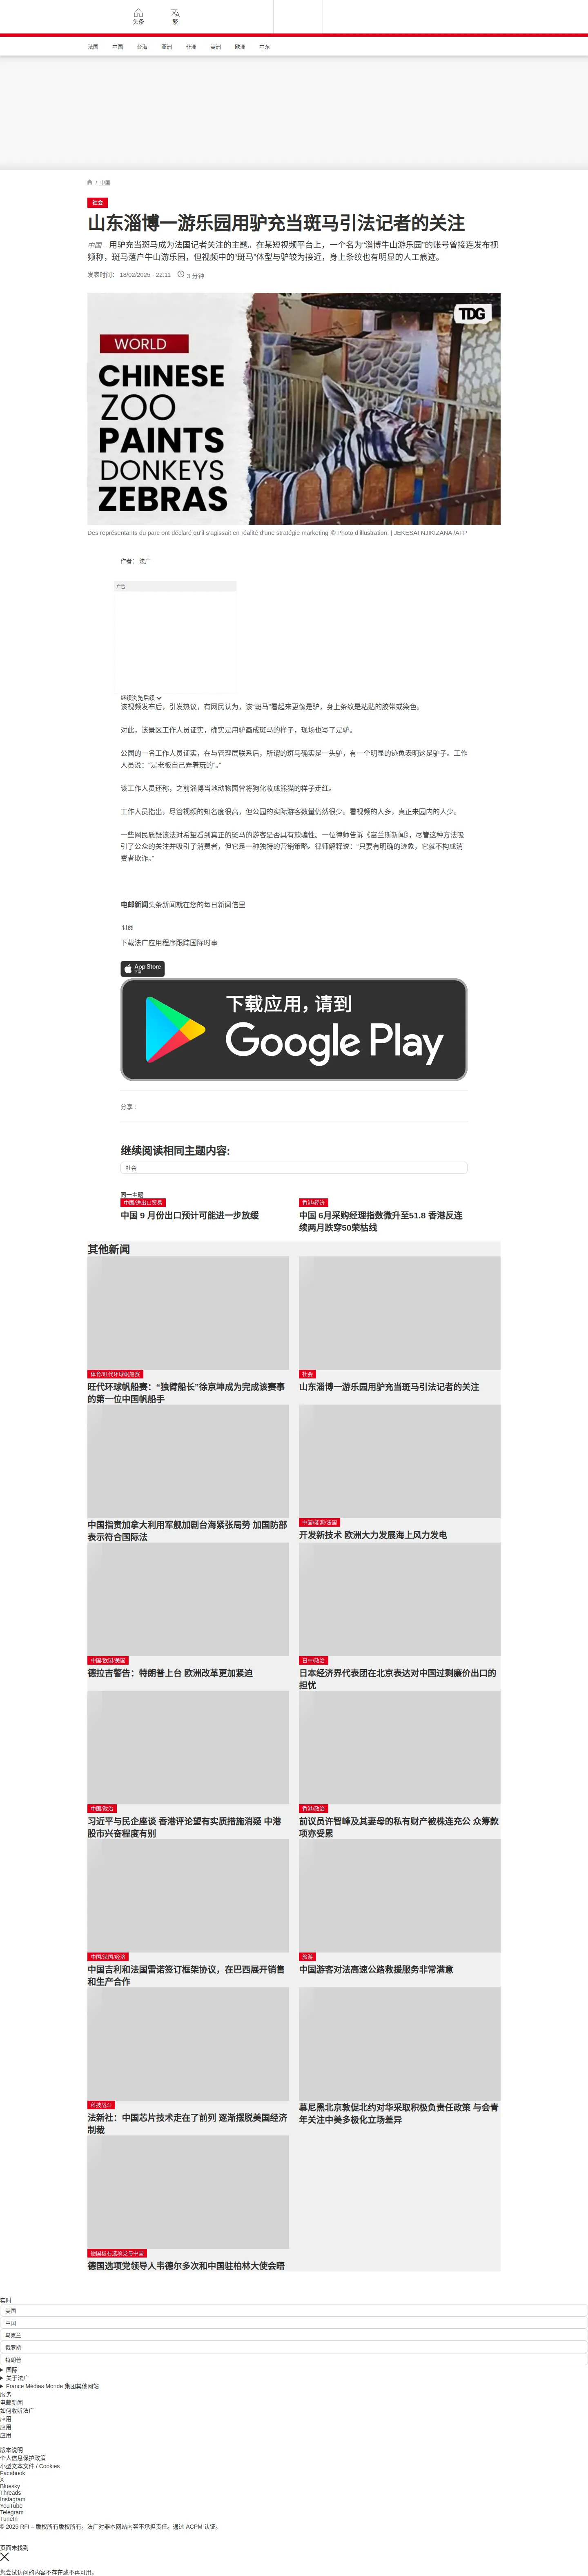 头条
繁
法国
中国
台海
亚洲
非洲
美洲
欧洲
中东
/ 中国
社会
山东淄博一游乐园用驴充当斑马引法记者的关注
中国 – 用驴充当斑马成为法国记者关注的主题。在某短视频平台上，一个名为“淄博牛山游乐园”的账号曾接连发布视
频称，斑马落户牛山游乐园，但视频中的“斑马”体型与驴较为接近，身上条纹也有明显的人工痕迹。
发表时间： 18/02/2025 - 22:11 3 分钟
TDG
WORLD
CHINESE
ZOO
PAINTS
DONKEYS
ZEBRAS
Des représentants du parc ont déclaré qu'il s'agissait en réalité d'une stratégie marketing © Photo d'illustration. | JEKESAI NJIKIZANA /AFP
作者： 法广
广告
继续浏览后续
该视频发布后，引发热议，有网民认为，该“斑马”看起来更像是驴，身上条纹是粘贴的胶带或染色。
对此，该景区工作人员证实，确实是用驴画成斑马的样子，现场也写了是驴。
公园的一名工作人员证实，在与管理层联系后，所谓的斑马确实是一头驴，有一个明显的迹象表明这是驴子。工作
人员说：“是老板自己弄着玩的”。”
该工作人员还称，之前淄博当地动物园曾将狗化妆成熊猫的样子走红。
工作人员指出，尽管视频的知名度很高，但公园的实际游客数量仍然很少。看视频的人多，真正来园内的人少。
一些网民质疑该法对希望看到真正的斑马的游客是否具有欺骗性。一位律师告诉《富兰斯新闻》，尽管这种方法吸
引了公众的关注并吸引了消费者，但它是一种独特的营销策略。律师解释说：“只要有明确的迹象，它就不构成消
费者欺诈。”
电邮新闻头条新闻就在您的每日新闻信里
订阅
下载法广应用程序跟踪国际时事
App Store
下载
下载应用，请到
Google Play
分享 :
继续阅读相同主题内容:
社会
同一主题
中国/进出口贸易
中国 9 月份出口预计可能进一步放缓
香港/经济
中国 6月采购经理指数微升至51.8 香港反连
续两月跌穿50荣枯线
其他新闻
体育/旺代环球帆船赛
旺代环球帆船赛：“独臂船长”徐京坤成为完成该赛事
的第一位中国帆船手
社会
山东淄博一游乐园用驴充当斑马引法记者的关注
中国指责加拿大利用军舰加剧台海紧张局势 加国防部
表示符合国际法
中国/能源/法国
开发新技术 欧洲大力发展海上风力发电
中国/欧盟/美国
德拉吉警告：特朗普上台 欧洲改革更加紧迫
日中/政治
日本经济界代表团在北京表达对中国过剩廉价出口的
担忧
中国/政治
习近平与民企座谈 香港评论望有实质措施消疑 中港
股市兴奋程度有别
香港/政治
前议员许智峰及其妻母的私有财产被株连充公 众筹款
项亦受累
中国/法国/经济
中国吉利和法国雷诺签订框架协议，在巴西展开销售
和生产合作
旅游
中国游客对法高速公路救援服务非常满意
科技战斗
法新社：中国芯片技术走在了前列 逐渐摆脱美国经济
制裁
慕尼黑北京敦促北约对华采取积极负责任政策 与会青
年关注中美多极化立场差异
德国极右选项党与中国
德国选项党领导人韦德尔多次和中国驻柏林大使会晤
实时
美国
中国
乌克兰
俄罗斯
特朗普
国际
关于法广
France Médias Monde 集团其他网站
服务
电邮新闻
如何收听法广
应用
应用
应用
版本说明
个人信息保护政策
小型文本文件 / Cookies
Facebook
X
Bluesky
Threads
Instagram
YouTube
Telegram
TuneIn
© 2025 RFI – 版权所有版权所有。法广对非本网站内容不承担责任。通过 ACPM 认证。
页面未找到
您尝试访问的内容不存在或不再可用。